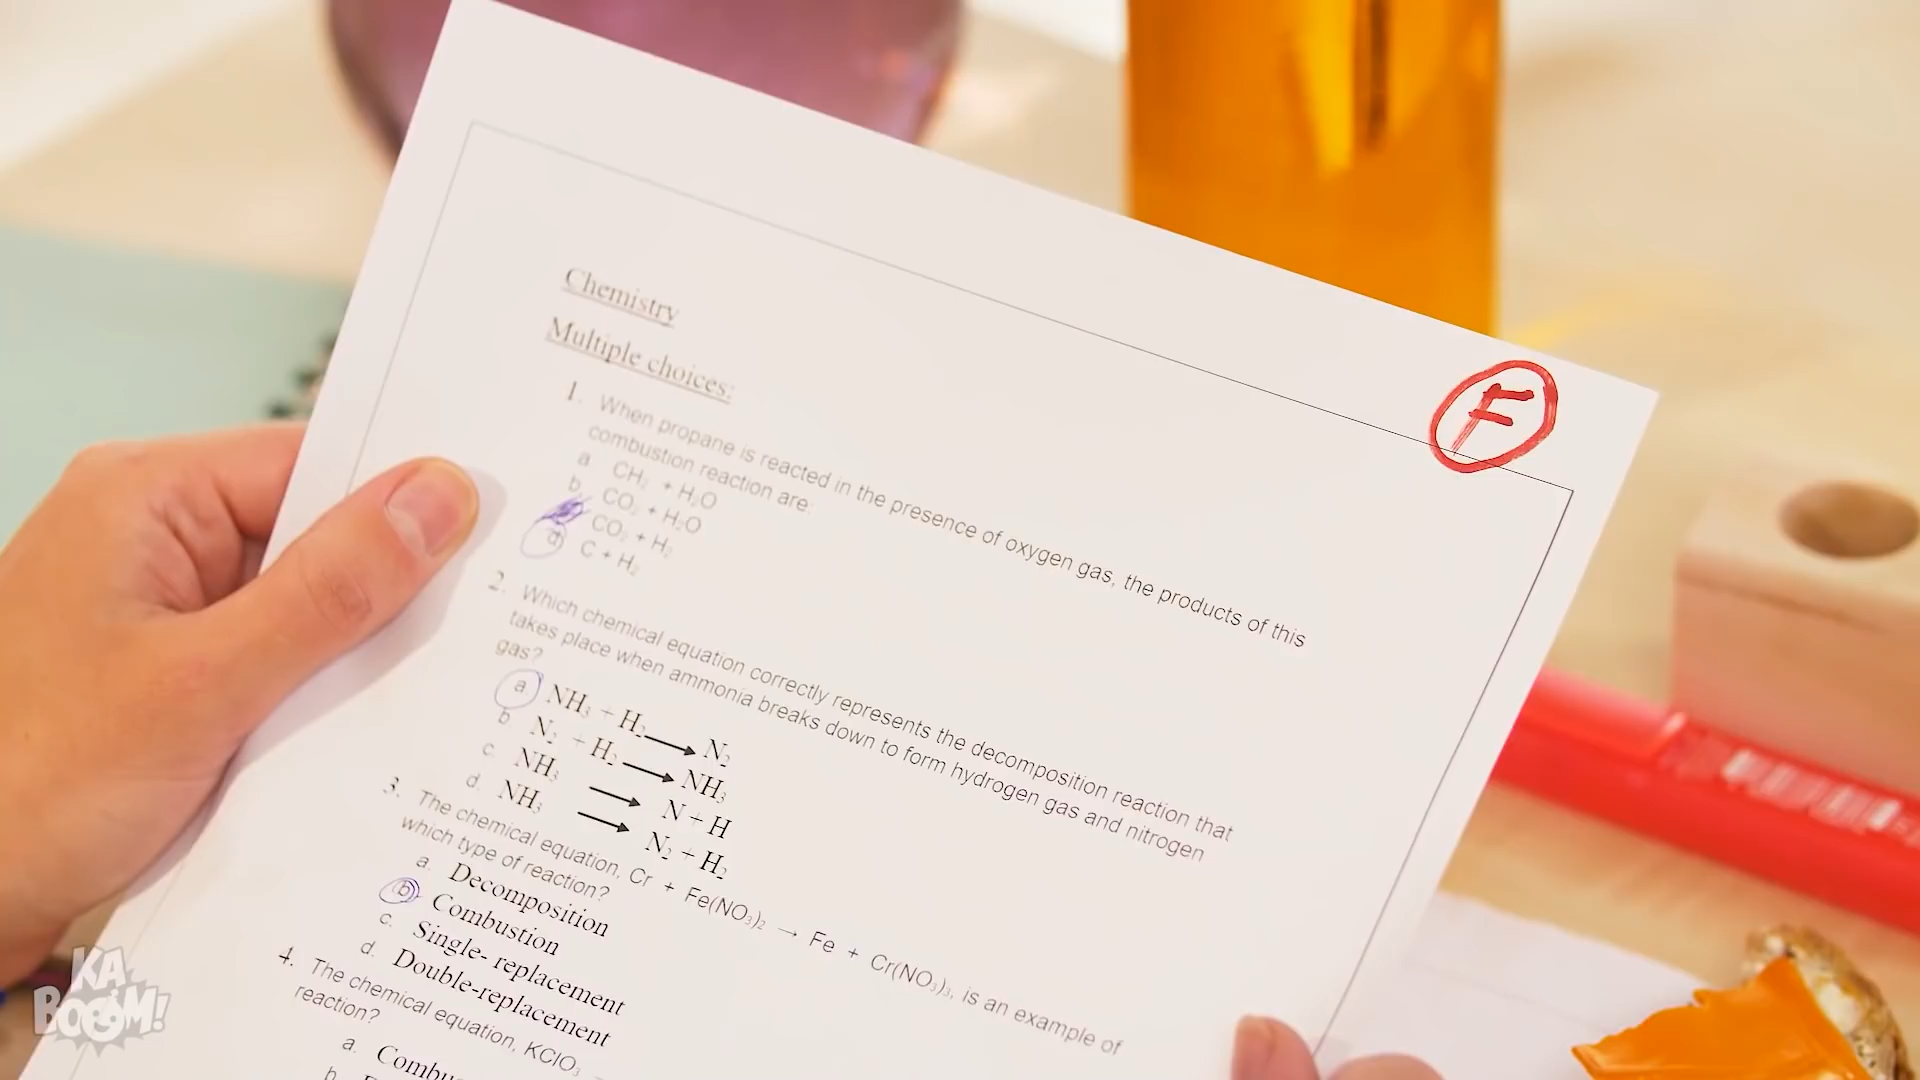 Chemistry
Multiple choices:
F
1. When propane is reacted in the presence of oxygen gas, the products of this
combustion reaction are:
a CH₂ + H₂O
b. CO₂ + H₂O
CO₂ + H₂
d) C + H₂
2. Which chemical equation correctly represents the decomposition reaction that
takes place when ammonia breaks down to form hydrogen gas and nitrogen
gas?
a NH₃ + H₂ → N₂
b N₂ + H₂ → NH₃
c. NH₃ → N + H
d. NH₃ → N₂ + H₂
3. The chemical equation, Cr + Fe(NO₃)₂ → Fe + Cr(NO₃)₃, is an example of
which type of reaction?
a. Decomposition
b) Combustion
c. Single- replacement
d. Double-replacement
4. The chemical equation, KClO₃
reaction?
a. Combu
b
KA
BOOM!